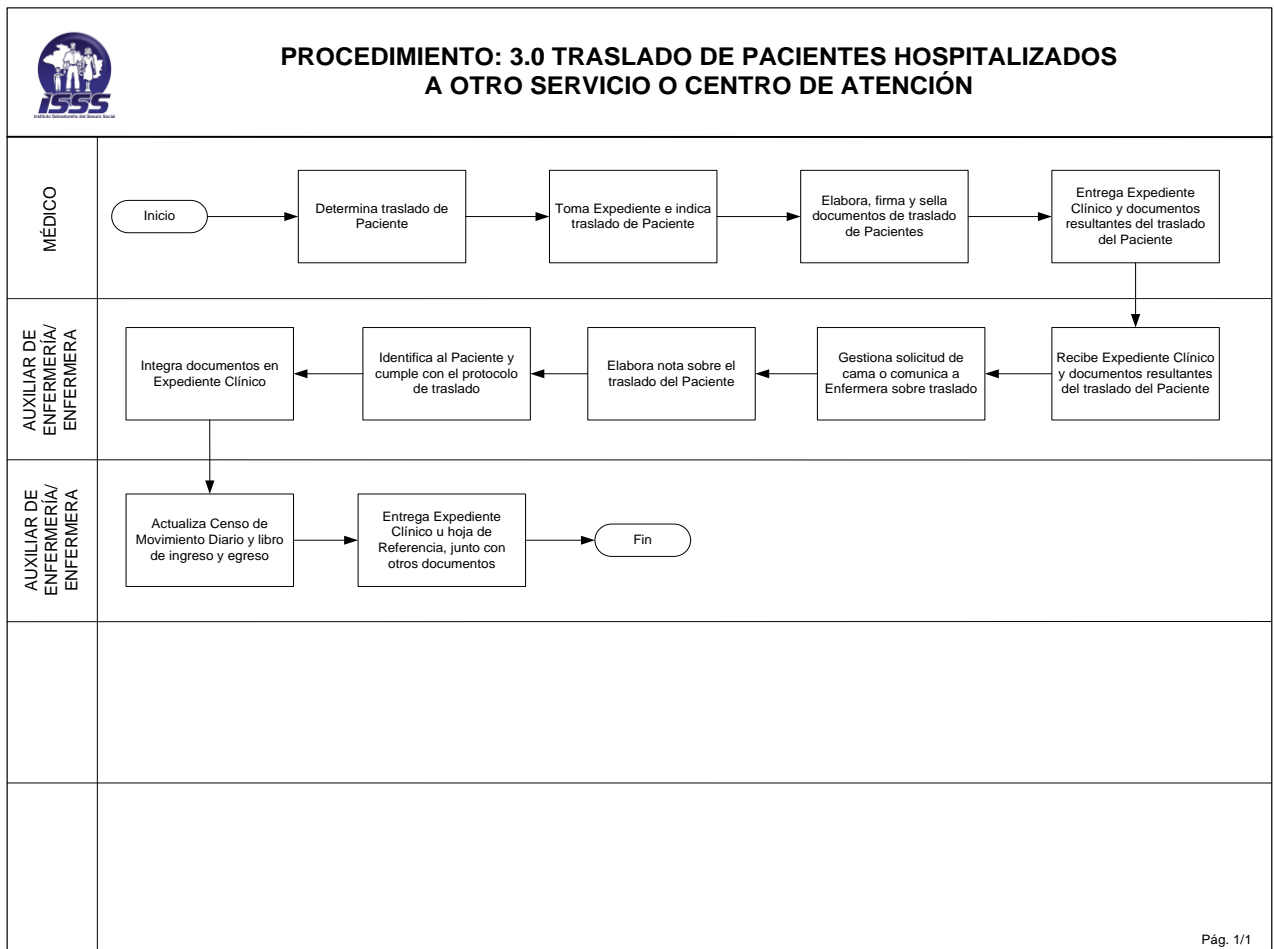 PROCEDIMIENTO: 3.0 TRASLADO DE PACIENTES HOSPITALIZADOS
A OTRO SERVICIO O CENTRO DE ATENCIÓN
ISSS
Instituto Salvadoreño del Seguro Social
MÉDICO
Inicio
Determina traslado de
Paciente
Toma Expediente e indica
traslado de Paciente
Elabora, firma y sella
documentos de traslado
de Pacientes
Entrega Expediente
Clínico y documentos
resultantes del traslado
del Paciente
AUXILIAR DE
ENFERMERÍA/
ENFERMERA
Recibe Expediente Clínico
y documentos resultantes
del traslado del Paciente
Gestiona solicitud de
cama o comunica a
Enfermera sobre traslado
Elabora nota sobre el
traslado del Paciente
Identifica al Paciente y
cumple con el protocolo
de traslado
Integra documentos en
Expediente Clínico
AUXILIAR DE
ENFERMERÍA/
ENFERMERA
Actualiza Censo de
Movimiento Diario y libro
de ingreso y egreso
Entrega Expediente
Clínico u hoja de
Referencia, junto con
otros documentos
Fin
Pág. 1/1